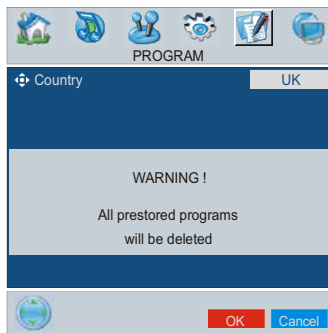 PROGRAM
Country UK
WARNING !
All prestored programs
will be deleted
OK Cancel